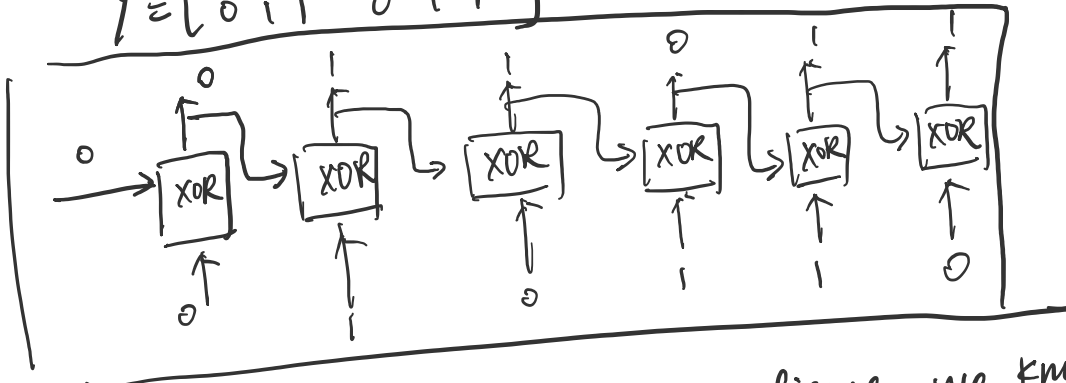 y = [ 0 1 1 0 1 1 ]
0 1 1 0 1 1
0
XOR XOR XOR XOR XOR XOR
0 1 0 1 1 0